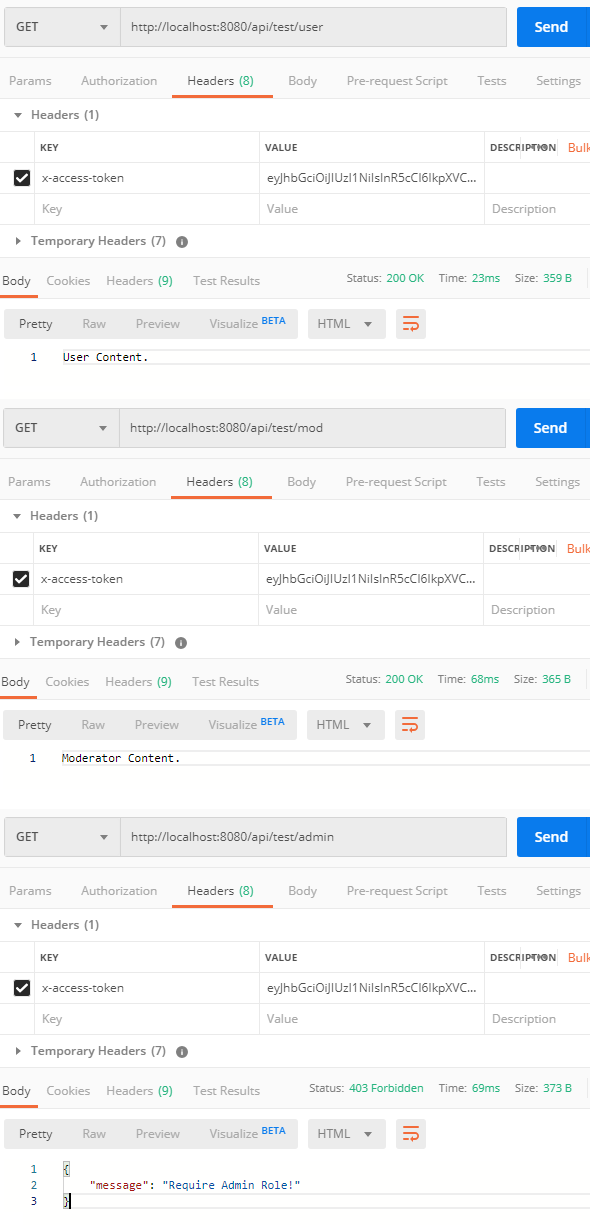 GET http://localhost:8080/api/test/user Send
Params Authorization Headers (8) Body Pre-request Script Tests Settings
Headers (1)
KEY VALUE DESCRIPTION Bulk
x-access-token eyJhbGciOiJIUzI1NiIsInR5cCI6IkpXVC...
Key Value Description
Temporary Headers (7)
Body Cookies Headers (9) Test Results Status: 200 OK Time: 23ms Size: 359 B
Pretty Raw Preview Visualize BETA HTML
1 User Content.
GET http://localhost:8080/api/test/mod Send
Params Authorization Headers (8) Body Pre-request Script Tests Settings
Headers (1)
KEY VALUE DESCRIPTION Bulk
x-access-token eyJhbGciOiJIUzI1NiIsInR5cCI6IkpXVC...
Key Value Description
Temporary Headers (7)
Body Cookies Headers (9) Test Results Status: 200 OK Time: 68ms Size: 365 B
Pretty Raw Preview Visualize BETA HTML
1 Moderator Content.
GET http://localhost:8080/api/test/admin Send
Params Authorization Headers (8) Body Pre-request Script Tests Settings
Headers (1)
KEY VALUE DESCRIPTION Bulk
x-access-token eyJhbGciOiJIUzI1NiIsInR5cCI6IkpXVC...
Key Value Description
Temporary Headers (7)
Body Cookies Headers (9) Test Results Status: 403 Forbidden Time: 69ms Size: 373 B
Pretty Raw Preview Visualize BETA HTML
1 {
2 "message": "Require Admin Role!"
3 }